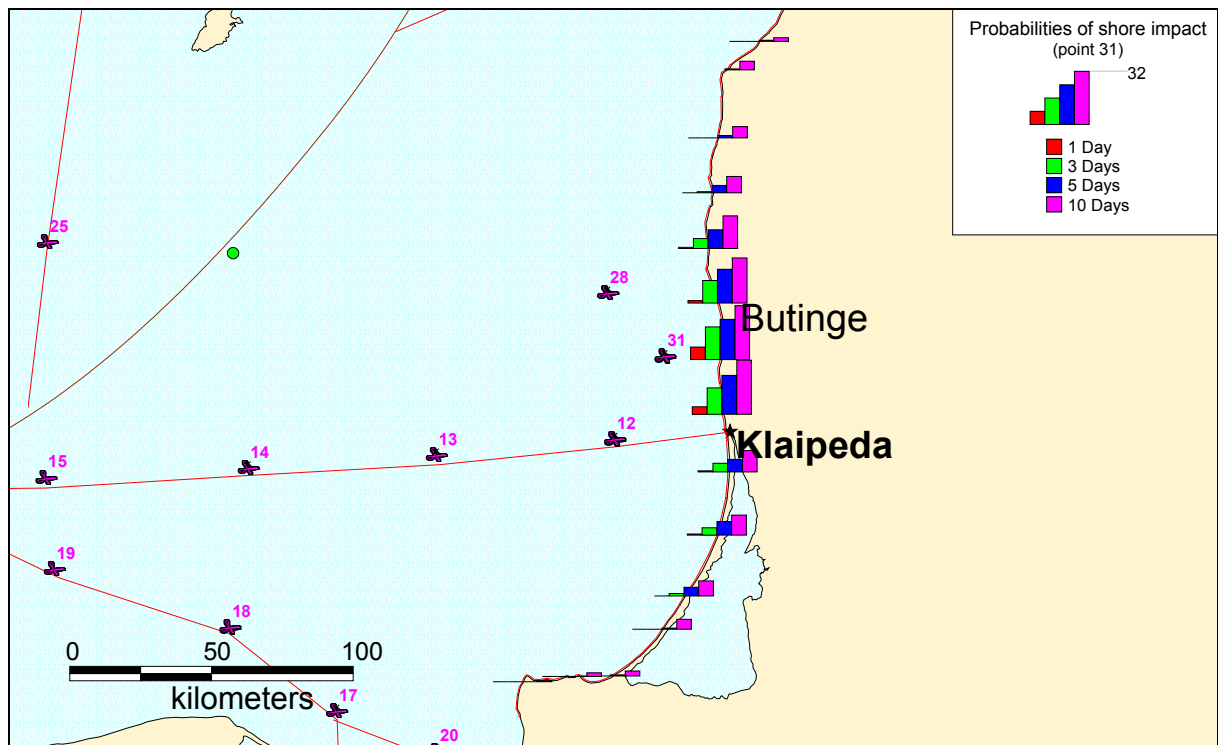 Probabilities of shore impact
(point 31)
32
1 Day
3 Days
5 Days
10 Days
25
28
Butinge
31
12
Klaipeda
13
14
15
19
18
0 50 100
kilometers
17
20